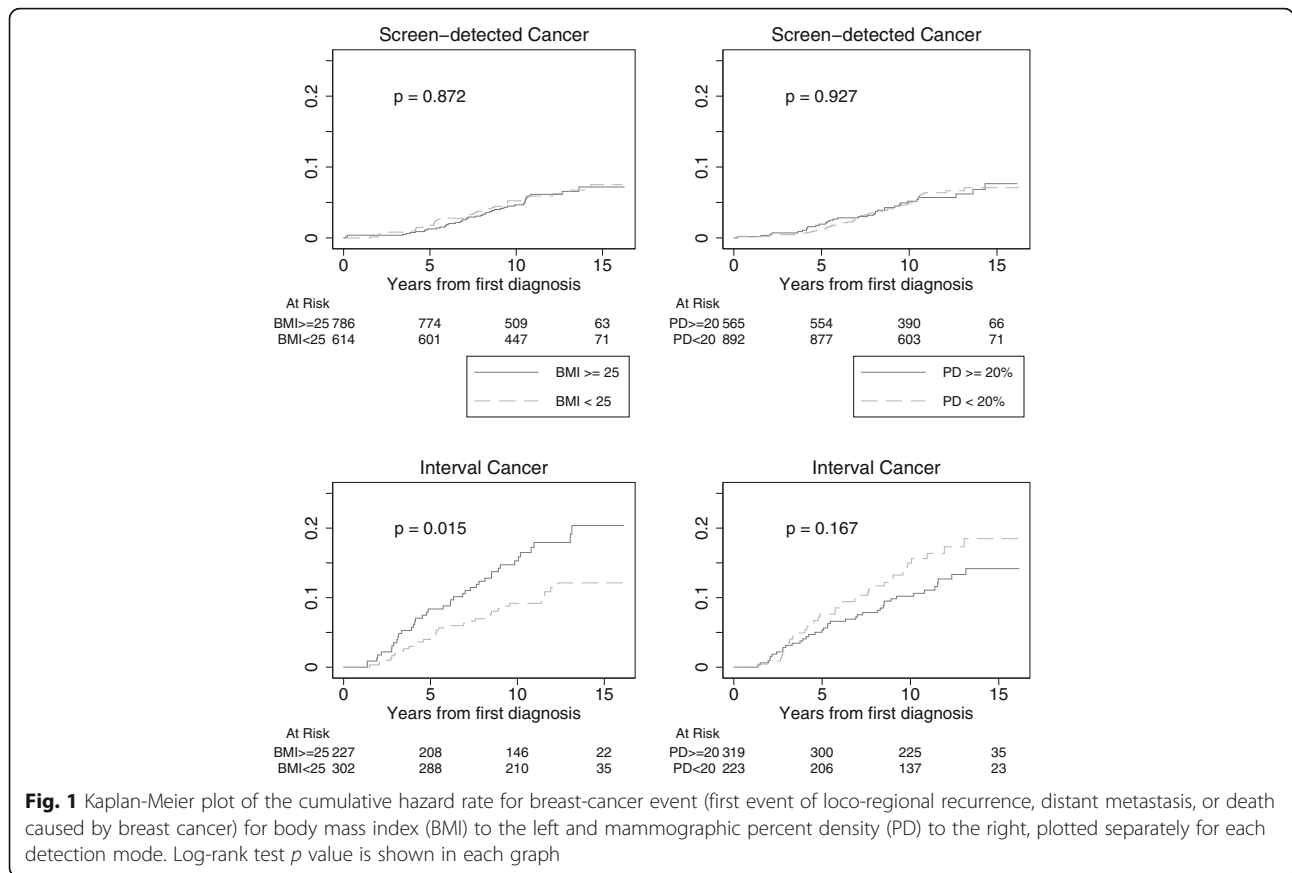 Screen-detected Cancer
0.2
0.1
0
p = 0.872
0 5 10 15
Years from first diagnosis
At Risk
BMI>=25 786 774 509 63
BMI<25 614 601 447 71
BMI >= 25
BMI < 25
Screen-detected Cancer
0.2
0.1
0
p = 0.927
0 5 10 15
Years from first diagnosis
At Risk
PD>=20 565 554 390 66
PD<20 892 877 603 71
PD >= 20%
PD < 20%
Interval Cancer
0.2
0.1
0
p = 0.015
0 5 10 15
Years from first diagnosis
At Risk
BMI>=25 227 208 146 22
BMI<25 302 288 210 35
Interval Cancer
0.2
0.1
0
p = 0.167
0 5 10 15
Years from first diagnosis
At Risk
PD>=20 319 300 225 35
PD<20 223 206 137 23
Fig. 1 Kaplan-Meier plot of the cumulative hazard rate for breast-cancer event (first event of loco-regional recurrence, distant metastasis, or death
caused by breast cancer) for body mass index (BMI) to the left and mammographic percent density (PD) to the right, plotted separately for each
detection mode. Log-rank test p value is shown in each graph